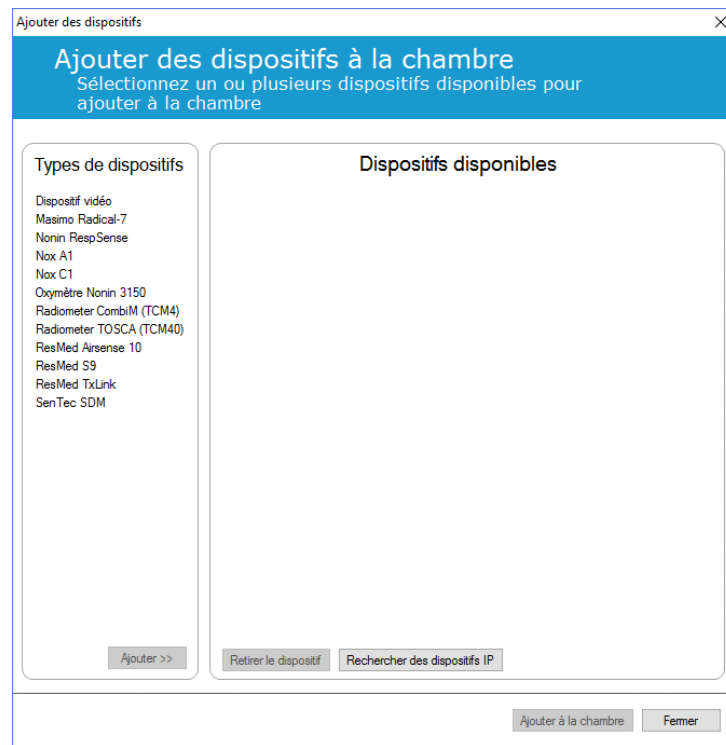 Ajouter des dispositifs
Ajouter des dispositifs à la chambre
Sélectionnez un ou plusieurs dispositifs disponibles pour
ajouter à la chambre
Types de dispositifs
Dispositif vidéo
Masimo Radical-7
Nonin RespSense
Nox A1
Nox C1
Oxymètre Nonin 3150
Radiometer CombiM (TCM4)
Radiometer TOSCA (TCM40)
ResMed Airsense 10
ResMed S9
ResMed TxLink
SenTec SDM
Ajouter >>
Dispositifs disponibles
Retirer le dispositif
Rechercher des dispositifs IP
Ajouter à la chambre
Fermer